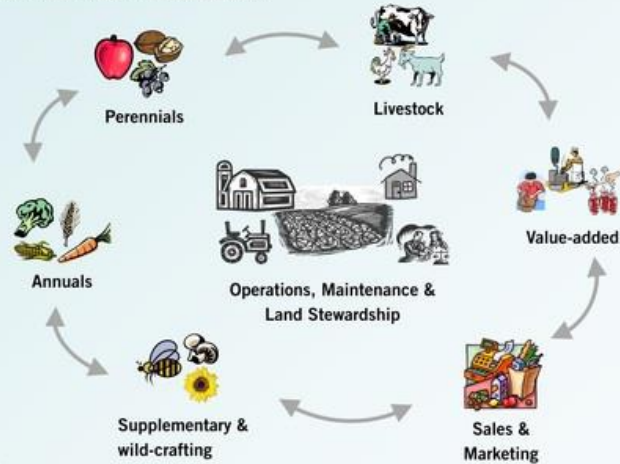 Perennials
Livestock
Annuals
Value-added
Operations, Maintenance &
Land Stewardship
Supplementary &
wild-crafting
Sales &
Marketing